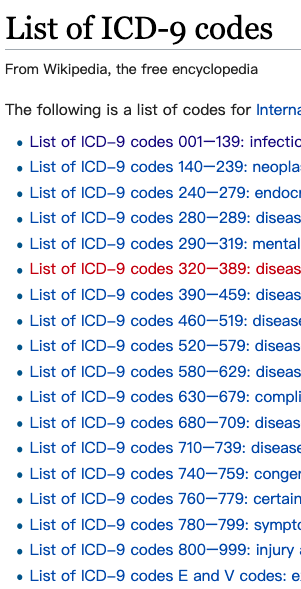 List of ICD-9 codes
From Wikipedia, the free encyclopedia
The following is a list of codes for Interna
• List of ICD–9 codes 001–139: infectio
• List of ICD–9 codes 140–239: neopla
• List of ICD–9 codes 240–279: endocr
• List of ICD–9 codes 280–289: diseas
• List of ICD–9 codes 290–319: mental
• List of ICD–9 codes 320–389: diseas
• List of ICD–9 codes 390–459: diseas
• List of ICD–9 codes 460–519: disease
• List of ICD–9 codes 520–579: diseas
• List of ICD–9 codes 580–629: diseas
• List of ICD–9 codes 630–679: compli
• List of ICD–9 codes 680–709: diseas
• List of ICD–9 codes 710–739: disease
• List of ICD–9 codes 740–759: conger
• List of ICD–9 codes 760–779: certain
• List of ICD–9 codes 780–799: sympto
• List of ICD–9 codes 800–999: injury a
• List of ICD–9 codes E and V codes: e